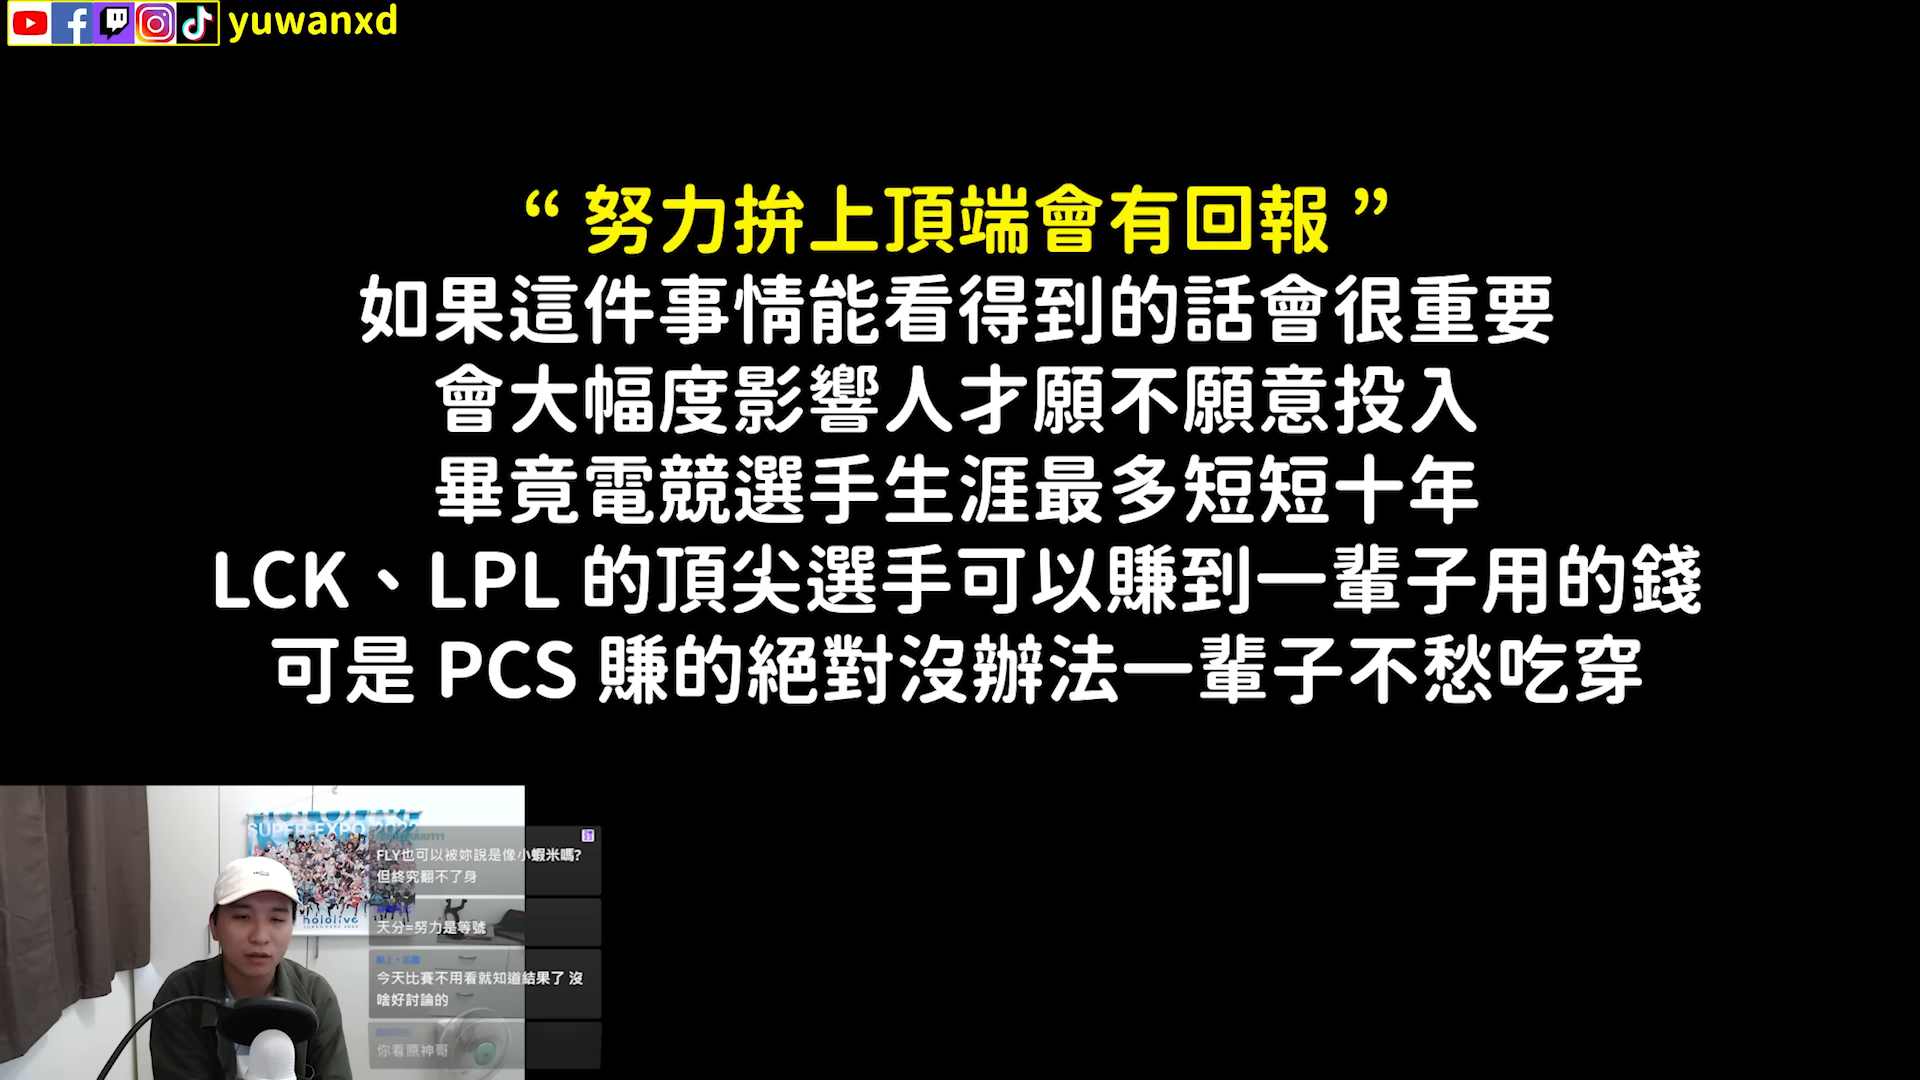 yuwanxd
“ 努力拚上頂端會有回報 ”
如果這件事情能看得到的話會很重要
會大幅度影響人才願不願意投入
畢竟電競選手生涯最多短短十年
LCK、LPL 的頂尖選手可以賺到一輩子用的錢
可是 PCS 賺的絕對沒辦法一輩子不愁吃穿
SUPER EXPO 2022
hololive
SUPER EXPO 2022
FLY也可以被妳說是像小蝦米嗎?
但終究翻不了身
天分=努力是等號
今天比賽不用看就知道結果了 沒
啥好討論的
你看原神哥